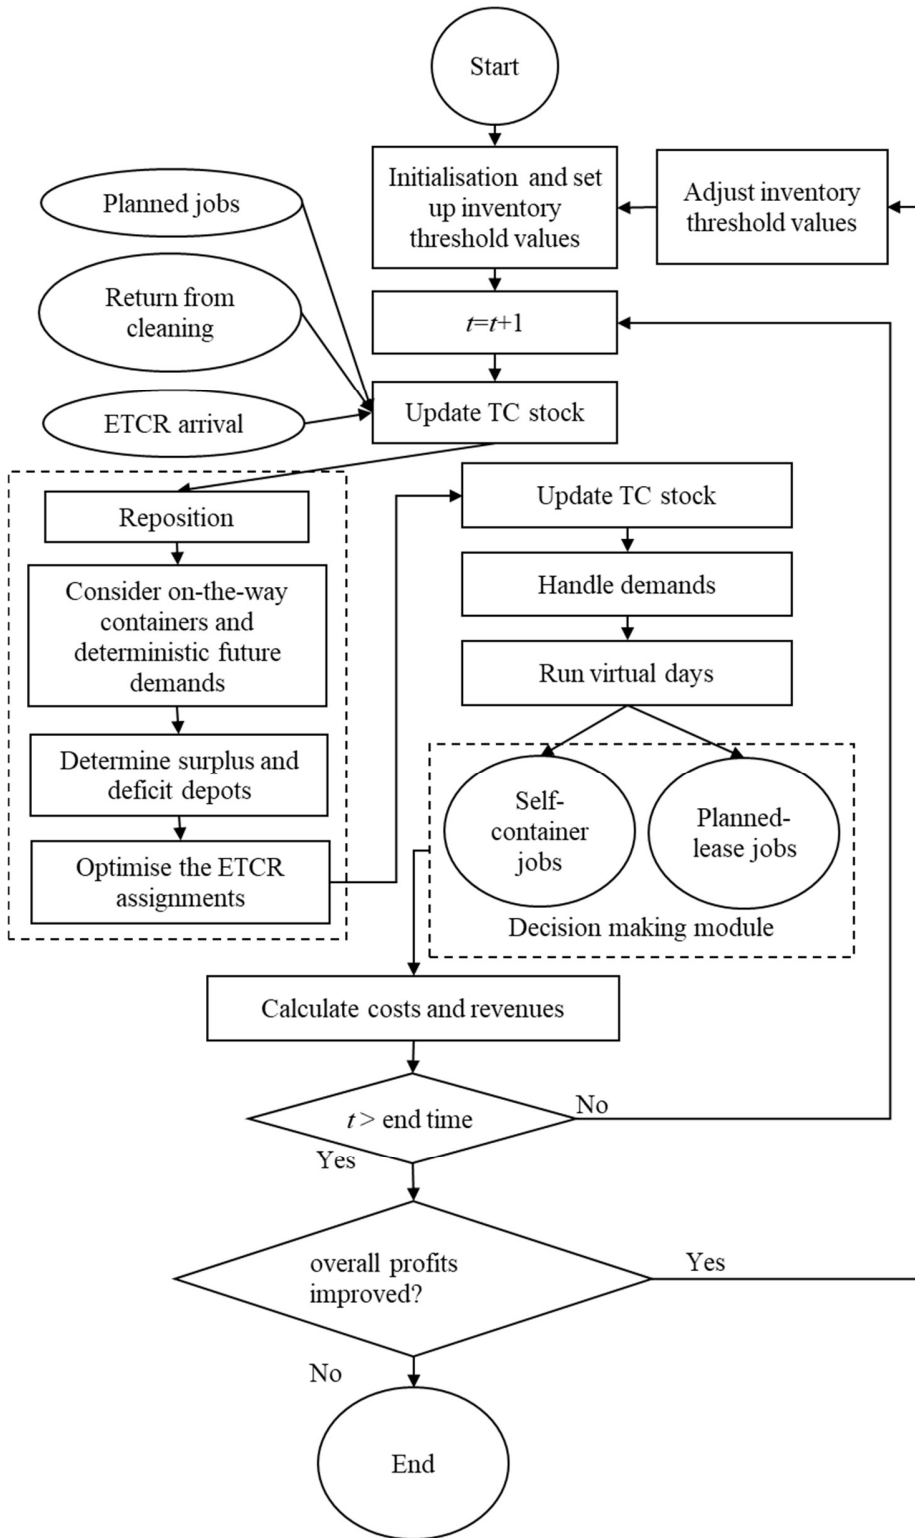 Start
Initialisation and set
up inventory
threshold values
Adjust inventory
threshold values
Planned jobs
Return from
cleaning
t=t+1
ETCR arrival
Update TC stock
Reposition
Consider on-the-way
containers and
deterministic future
demands
Determine surplus and
deficit depots
Optimise the ETCR
assignments
Update TC stock
Handle demands
Run virtual days
Self-
container
jobs
Planned-
lease jobs
Decision making module
Calculate costs and revenues
t > end time
No
Yes
overall profits
improved?
Yes
No
End